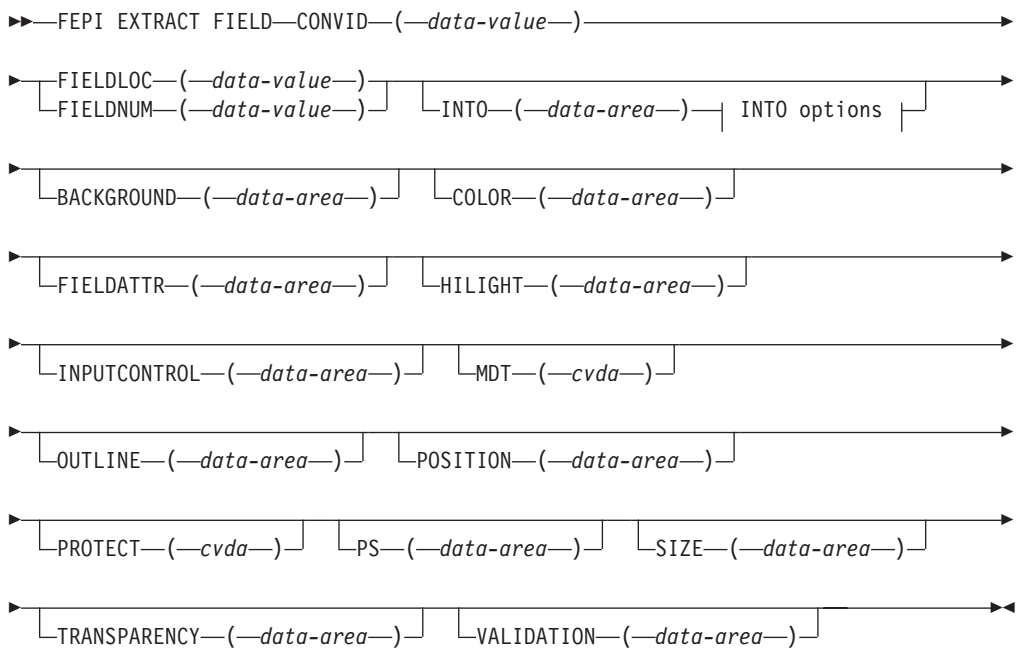 FEPI EXTRACT FIELD CONVID (data-value)
FIELDLOC (data-value)
FIELDNUM (data-value) INTO (data-area) INTO options
BACKGROUND (data-area) COLOR (data-area)
FIELDATTR (data-area) HILIGHT (data-area)
INPUTCONTROL (data-area) MDT (cvda)
OUTLINE (data-area) POSITION (data-area)
PROTECT (cvda) PS (data-area) SIZE (data-area)
TRANSPARENCY (data-area) VALIDATION (data-area)